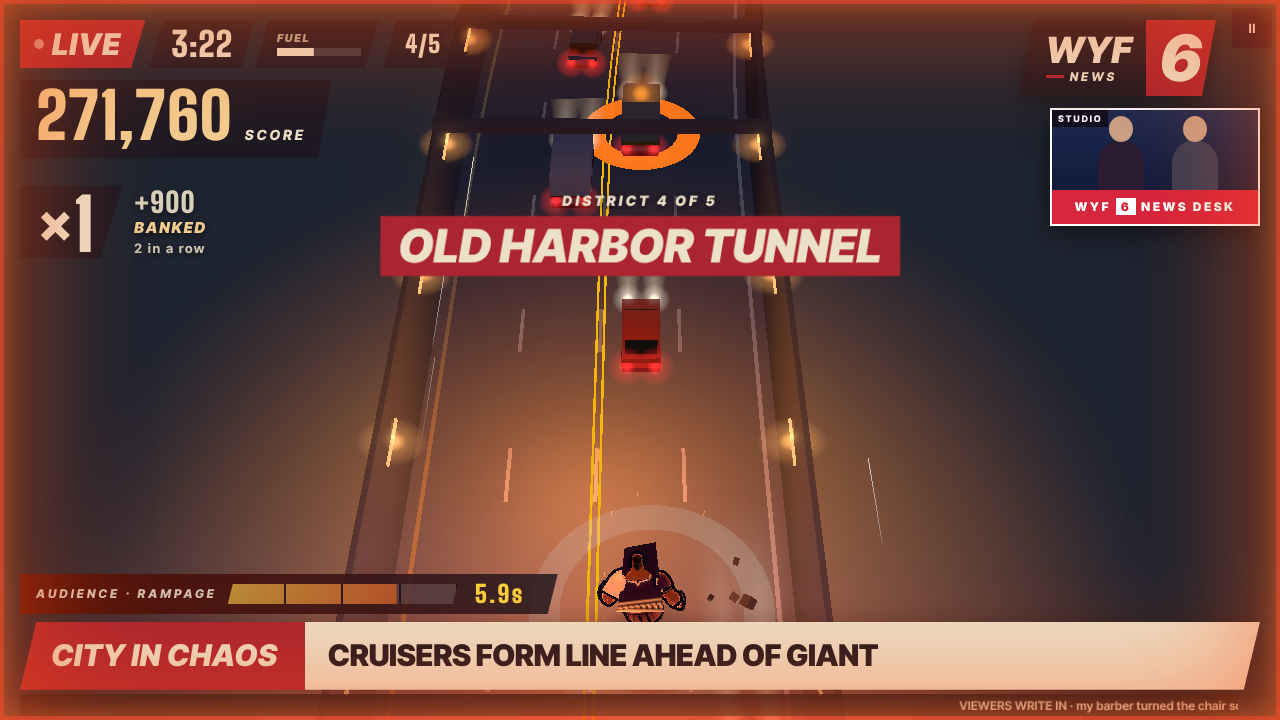 LIVE
3:22
FUEL
4/5
271,760 SCORE
×1
+900
BANKED
2 in a row
WYF
NEWS
6
STUDIO
WYF 6 NEWS DESK
DISTRICT 4 OF 5
OLD HARBOR TUNNEL
AUDIENCE · RAMPAGE
5.9s
CITY IN CHAOS
CRUISERS FORM LINE AHEAD OF GIANT
VIEWERS WRITE IN · my barber turned the chair